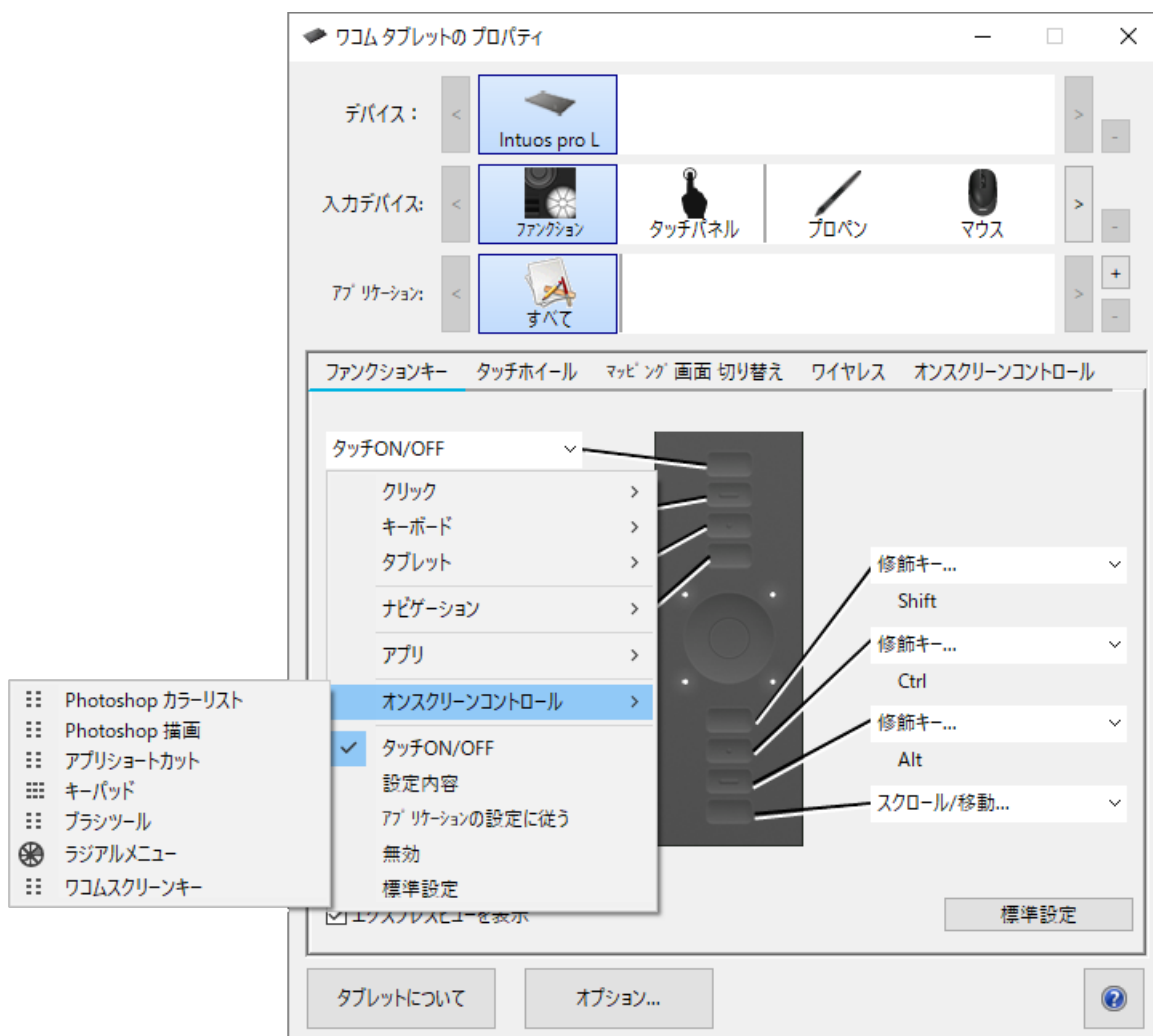 ワコム タブレットの プロパティ
デバイス：
<
Intuos pro L
>
-
入力デバイス:
<
ファンクション
タッチパネル
プロペン
マウス
>
-
アプリケーション:
<
すべて
>
+
-
ファンクションキー タッチホイール マッピング 画面 切り替え ワイヤレス オンスクリーンコントロール
タッチON/OFF
クリック
キーボード
タブレット
ナビゲーション
アプリ
オンスクリーンコントロール
タッチON/OFF
設定内容
アプリケーションの設定に従う
無効
標準設定
Photoshop カラーリスト
Photoshop 描画
アプリショートカット
キーパッド
ブラシツール
ラジアルメニュー
ワコムスクリーンキー
修飾キー...
Shift
修飾キー...
Ctrl
修飾キー...
Alt
スクロール/移動...
エクスプレスビューを表示
標準設定
タブレットについて
オプション...
?